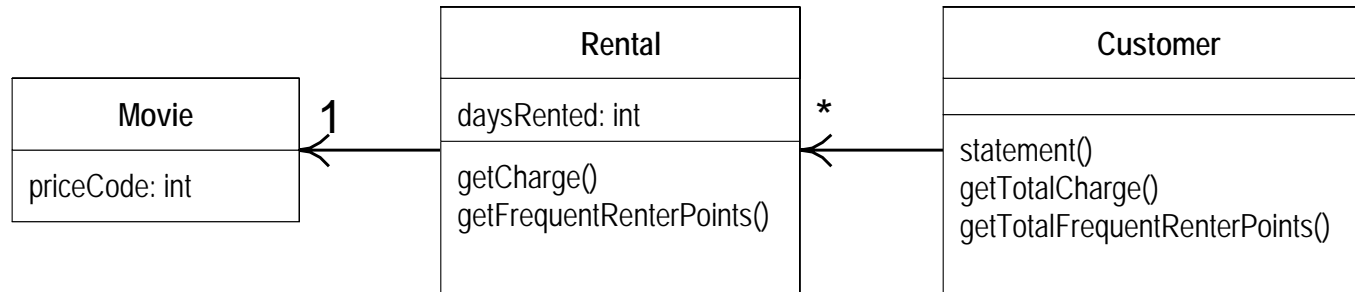 Movie
priceCode: int
1
Rental
daysRented: int
getCharge()
getFrequentRenterPoints()
*
Customer
statement()
getTotalCharge()
getTotalFrequentRenterPoints()